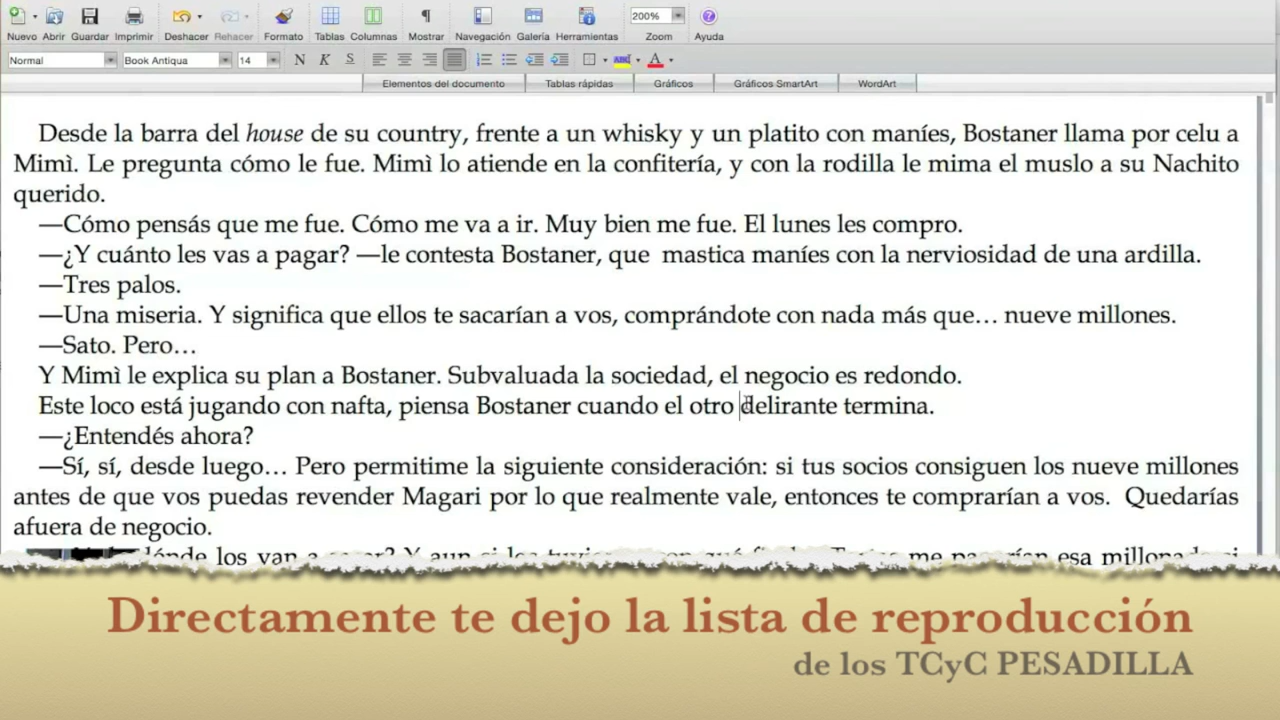 Nuevo Abrir Guardar Imprimir Deshacer Rehacer Formato Tablas Columnas Mostrar Navegación Galería Herramientas 200% Zoom Ayuda
Normal Book Antiqua 14 N K S
Elementos del documento Tablas rápidas Gráficos Gráficos SmartArt WordArt
Desde la barra del house de su country, frente a un whisky y un platito con maníes, Bostaner llama por celu a
Mimì. Le pregunta cómo le fue. Mimì lo atiende en la confitería, y con la rodilla le mima el muslo a su Nachito
querido.
—Cómo pensás que me fue. Cómo me va a ir. Muy bien me fue. El lunes les compro.
—¿Y cuánto les vas a pagar? —le contesta Bostaner, que  mastica maníes con la nerviosidad de una ardilla.
—Tres palos.
—Una miseria. Y significa que ellos te sacarían a vos, comprándote con nada más que… nueve millones.
—Sato. Pero…
Y Mimì le explica su plan a Bostaner. Subvaluada la sociedad, el negocio es redondo.
Este loco está jugando con nafta, piensa Bostaner cuando el otro delirante termina.
—¿Entendés ahora?
—Sí, sí, desde luego… Pero permitime la siguiente consideración: si tus socios consiguen los nueve millones
antes de que vos puedas revender Magari por lo que realmente vale, entonces te comprarían a vos.  Quedarías
afuera de negocio.
los van a
Directamente te dejo la lista de reproducción
de los TCyC PESADILLA